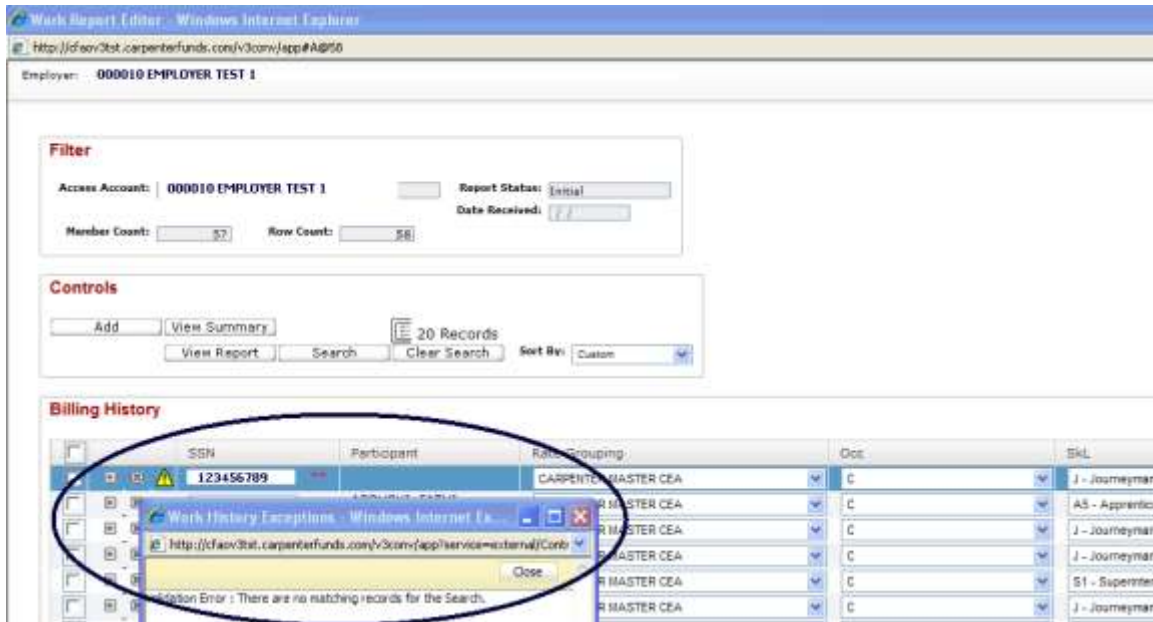 Work Report Editor - Windows Internet Explorer
http://cfaov3tst.carpenterfunds.com/v3conv/app#A@58
Employer: 000010 EMPLOYER TEST 1
Filter
Access Account: 000010 EMPLOYER TEST 1 Report Status: Initial
Date Received: / /
Member Count: 57 Row Count: 58
Controls
Add View Summary 20 Records
View Report Search Clear Search Sort By: Custom
Billing History
SSN Participant Rate Grouping Occ SkL
123456789 ** CARPENTER MASTER CEA C J - Journeyman
R MASTER CEA C A5 - Apprentic
Work History Exceptions - Windows Internet Ex...
R MASTER CEA C J - Journeyman
http://cfaov3tst.carpenterfunds.com/v3conv/app?service=external/Contr
R MASTER CEA C J - Journeyman
Close
R MASTER CEA C S1 - Superinter
idation Error : There are no matching records for the Search.
R MASTER CEA C J - Journeyman